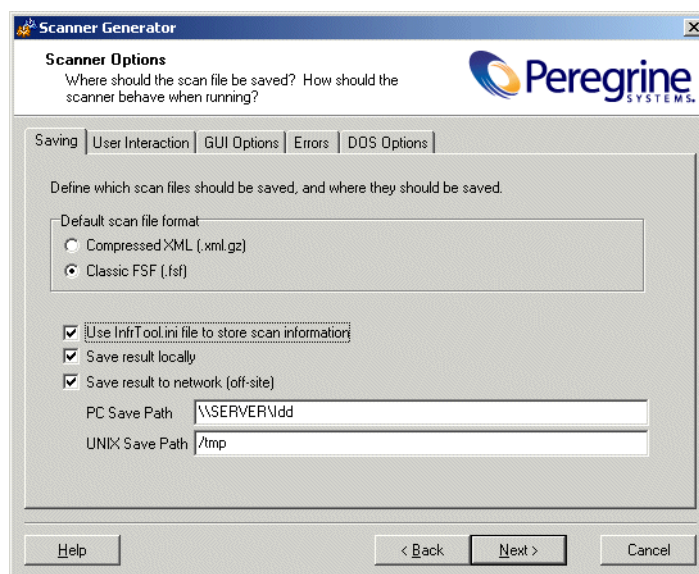 Scanner Generator
Scanner Options
Where should the scan file be saved? How should the
scanner behave when running?
Peregrine
SYSTEMS.
Saving
User Interaction
GUI Options
Errors
DOS Options
Define which scan files should be saved, and where they should be saved.
Default scan file format
Compressed XML (.xml.gz)
Classic FSF (.fsf)
Use InfrTool.ini file to store scan information
Save result locally
Save result to network (off-site)
PC Save Path
\\SERVER\Idd
UNIX Save Path
/tmp
Help
< Back
Next >
Cancel